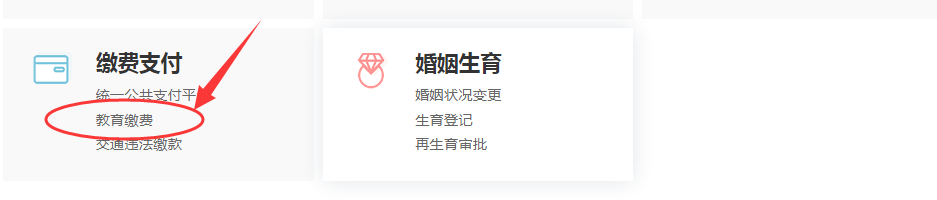 缴费支付
统一公共支付平
教育缴费
交通违法缴款
婚姻生育
婚姻状况变更
生育登记
再生育审批